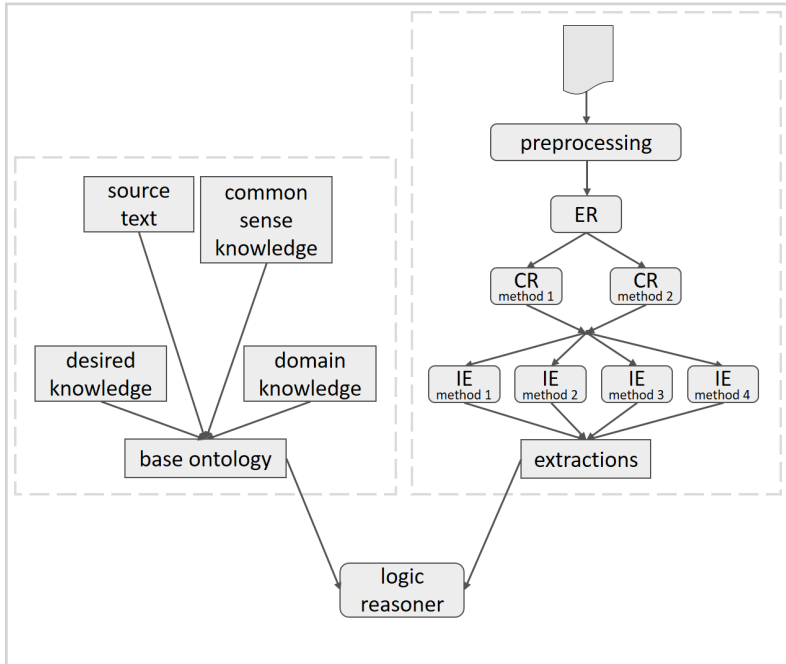 source
text
common
sense
knowledge
desired
knowledge
domain
knowledge
base ontology
preprocessing
ER
CR
method 1
CR
method 2
IE
method 1
IE
method 2
IE
method 3
IE
method 4
extractions
logic
reasoner